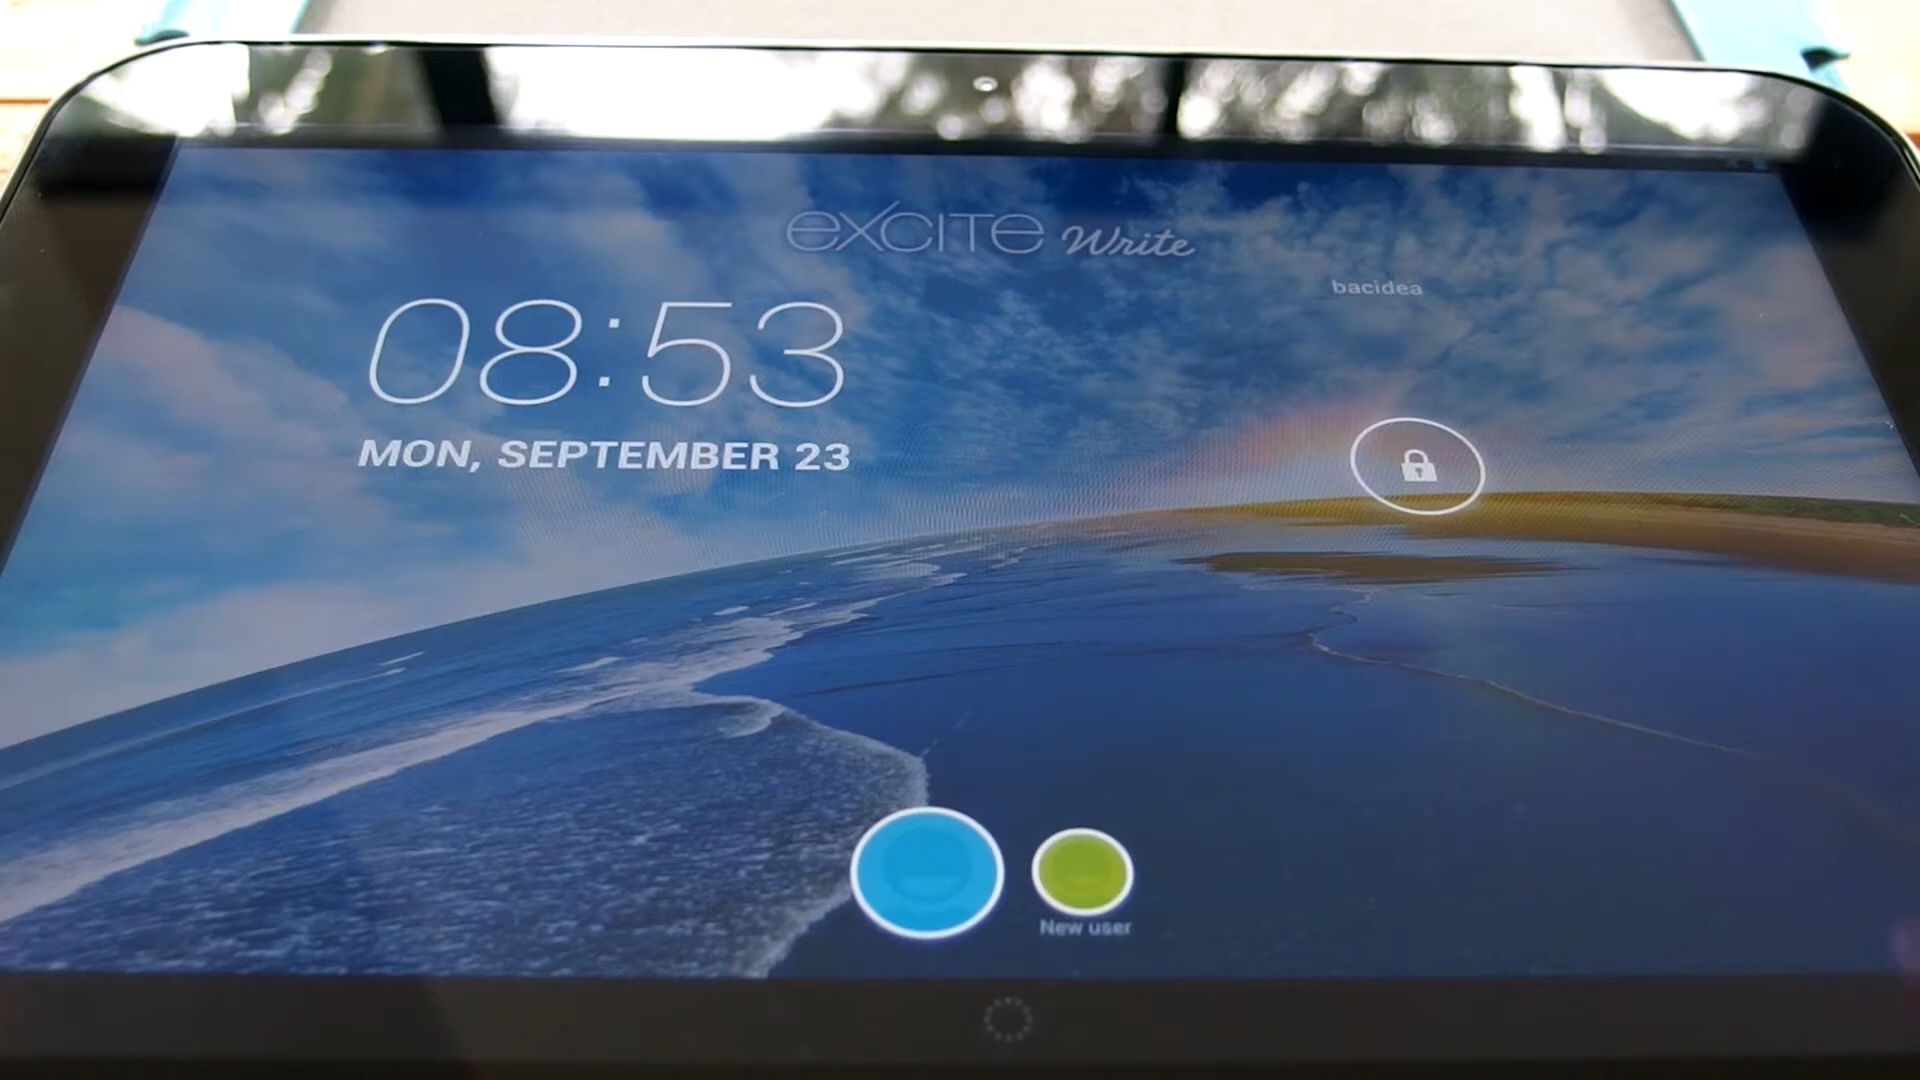 eXCITE Write
bacidea
08:53
MON, SEPTEMBER 23
New user